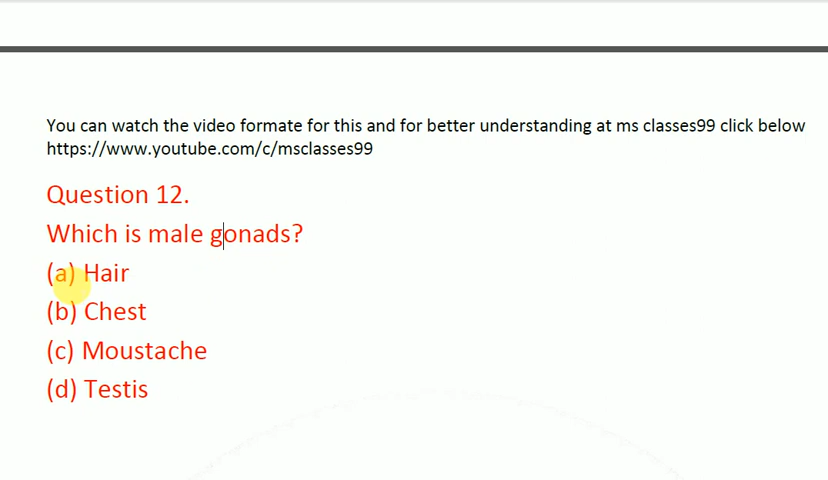 You can watch the video formate for this and for better understanding at ms classes99 click below
https://www.youtube.com/c/msclasses99
Question 12.
Which is male gonads?
(a) Hair
(b) Chest
(c) Moustache
(d) Testis